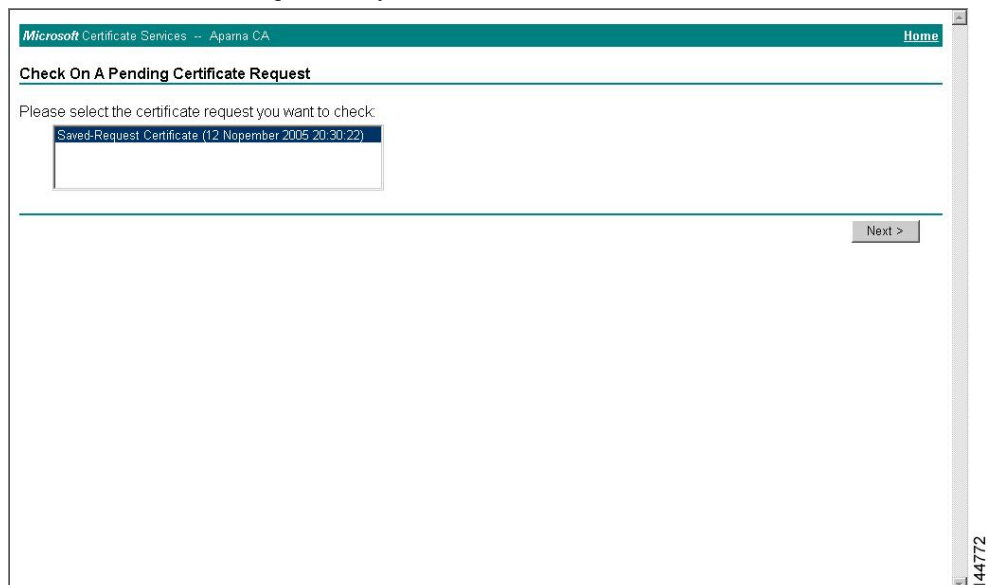 Microsoft Certificate Services -- Aparna CA Home
Check On A Pending Certificate Request
Please select the certificate request you want to check:
Saved-Request Certificate (12 Nopember 2005 20:30:22)
Next >
144772